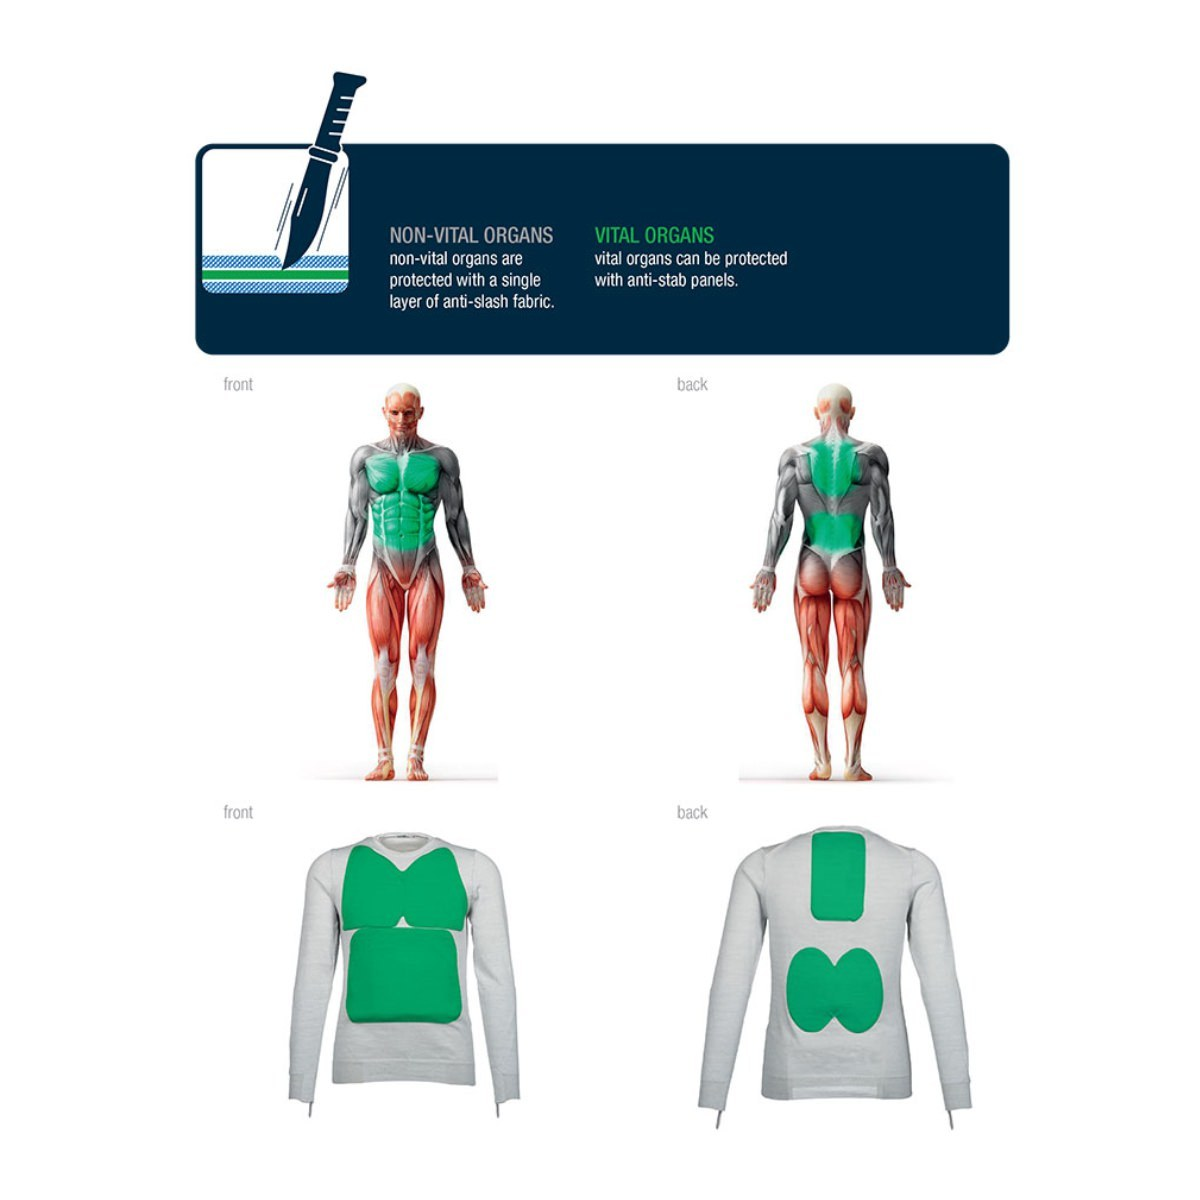 NON-VITAL ORGANS
non-vital organs are
protected with a single
layer of anti-slash fabric.
VITAL ORGANS
vital organs can be protected
with anti-stab panels.
front
back
front
back